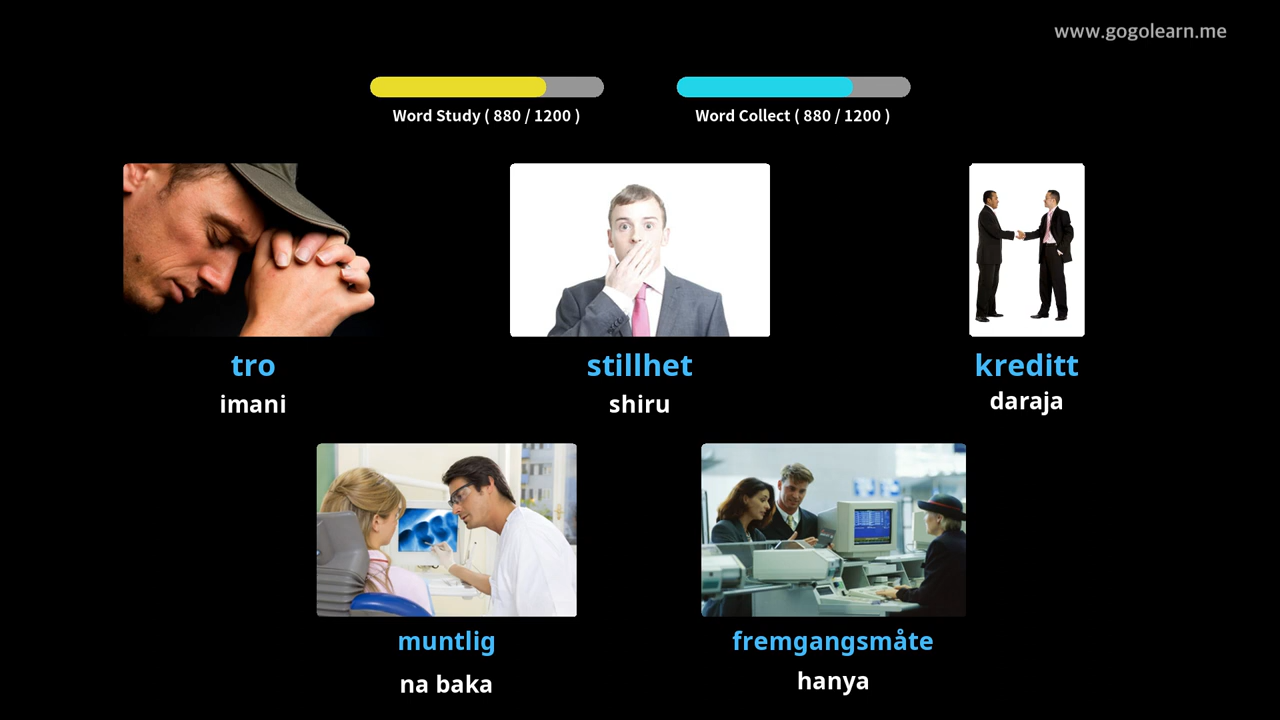 www.gogolearn.me
Word Study ( 880 / 1200 )
Word Collect ( 880 / 1200 )
tro
imani
stillhet
shiru
kreditt
daraja
muntlig
na baka
fremgangsmåte
hanya